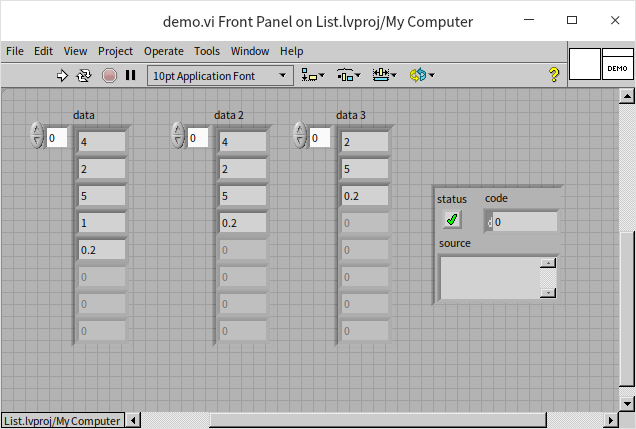 demo.vi Front Panel on List.lvproj/My Computer
File Edit View Project Operate Tools Window Help
10pt Application Font
?
DEMO
data data 2 data 3
0 4 0 4 0 2
2 2 5
5 5 0.2
1 0.2 0
0.2 0 0
0 0 0
0 0 0
0 0 0
status code
0
source
List.lvproj/My Computer